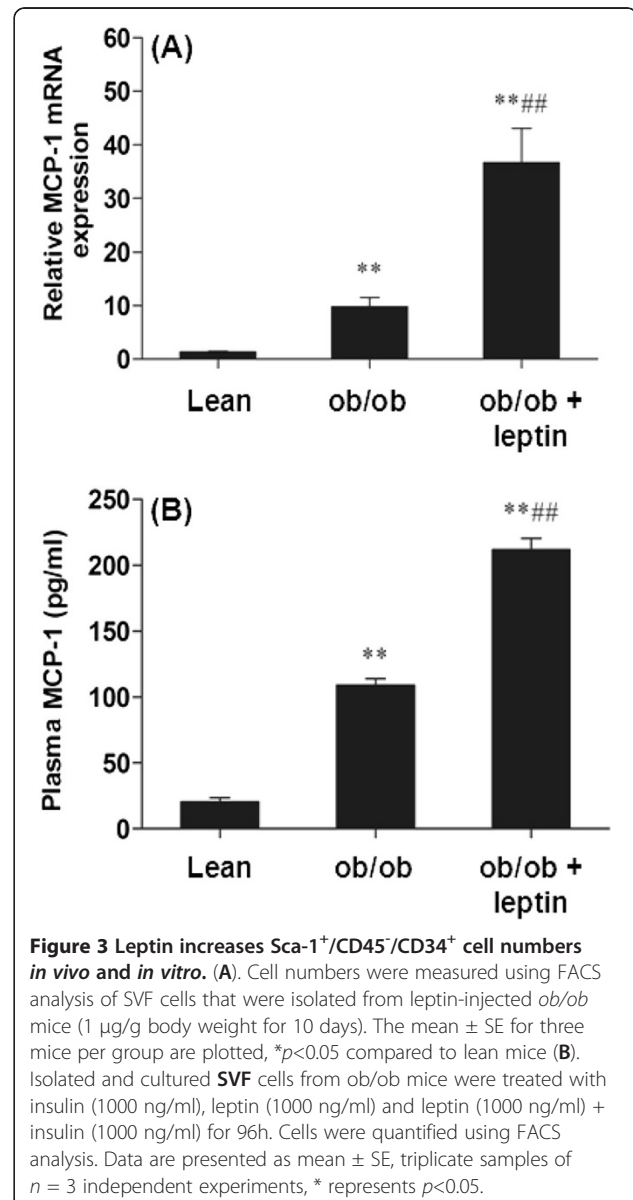 (A)
Relative MCP-1 mRNA
expression
60
50
40
30
20
10
0
**
**##
Lean
ob/ob
ob/ob +
leptin
(B)
Plasma MCP-1 (pg/ml)
250
200
150
100
50
0
**
**##
Lean
ob/ob
ob/ob +
leptin
Figure 3 Leptin increases Sca-1⁺/CD45⁻/CD34⁺ cell numbers
in vivo and in vitro. (A). Cell numbers were measured using FACS
analysis of SVF cells that were isolated from leptin-injected ob/ob
mice (1 μg/g body weight for 10 days). The mean ± SE for three
mice per group are plotted, *p<0.05 compared to lean mice (B).
Isolated and cultured SVF cells from ob/ob mice were treated with
insulin (1000 ng/ml), leptin (1000 ng/ml) and leptin (1000 ng/ml) +
insulin (1000 ng/ml) for 96h. Cells were quantified using FACS
analysis. Data are presented as mean ± SE, triplicate samples of
n = 3 independent experiments, * represents p<0.05.